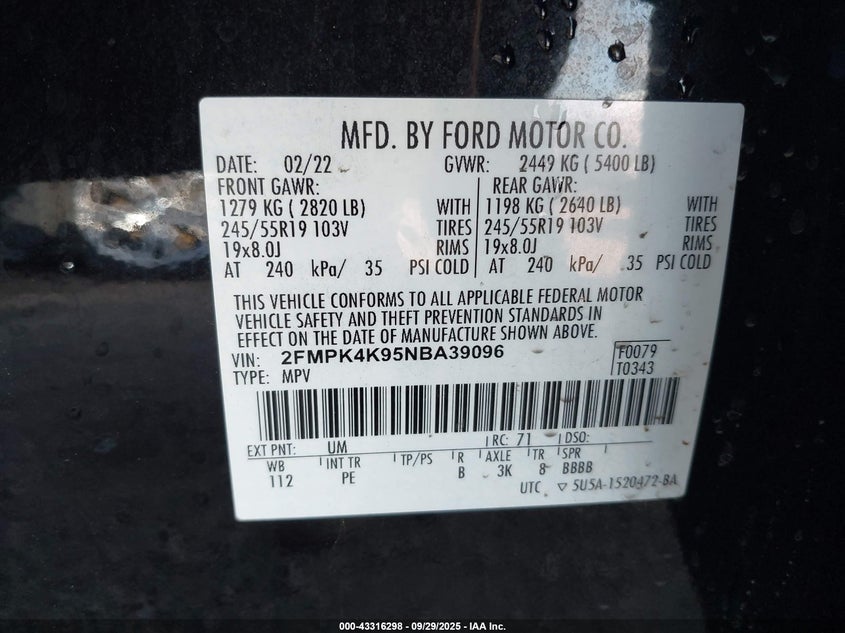 MFD. BY FORD MOTOR CO.
DATE: 02/22 GVWR: 2449 KG ( 5400 LB)
FRONT GAWR: REAR GAWR:
1279 KG ( 2820 LB) WITH 1198 KG ( 2640 LB) WITH
245/55R19 103V TIRES 245/55R19 103V TIRES
19x8.0J RIMS 19x8.0J RIMS
AT 240 kPa/ 35 PSI COLD AT 240 kPa/ 35 PSI COLD
THIS VEHICLE CONFORMS TO ALL APPLICABLE FEDERAL MOTOR
VEHICLE SAFETY AND THEFT PREVENTION STANDARDS IN
EFFECT ON THE DATE OF MANUFACTURE SHOWN ABOVE.
VIN: 2FMPK4K95NBA39096 F0079
TYPE: MPV T0343
EXT PNT: UM RC: 71 DSO:
WB INT TR TP/PS R AXLE TR SPR
112 PE B 3K 8 BBBB
UTC ▽ 5U5A-1520472-BA
000-43316298 - 09/29/2025 - IAA Inc.